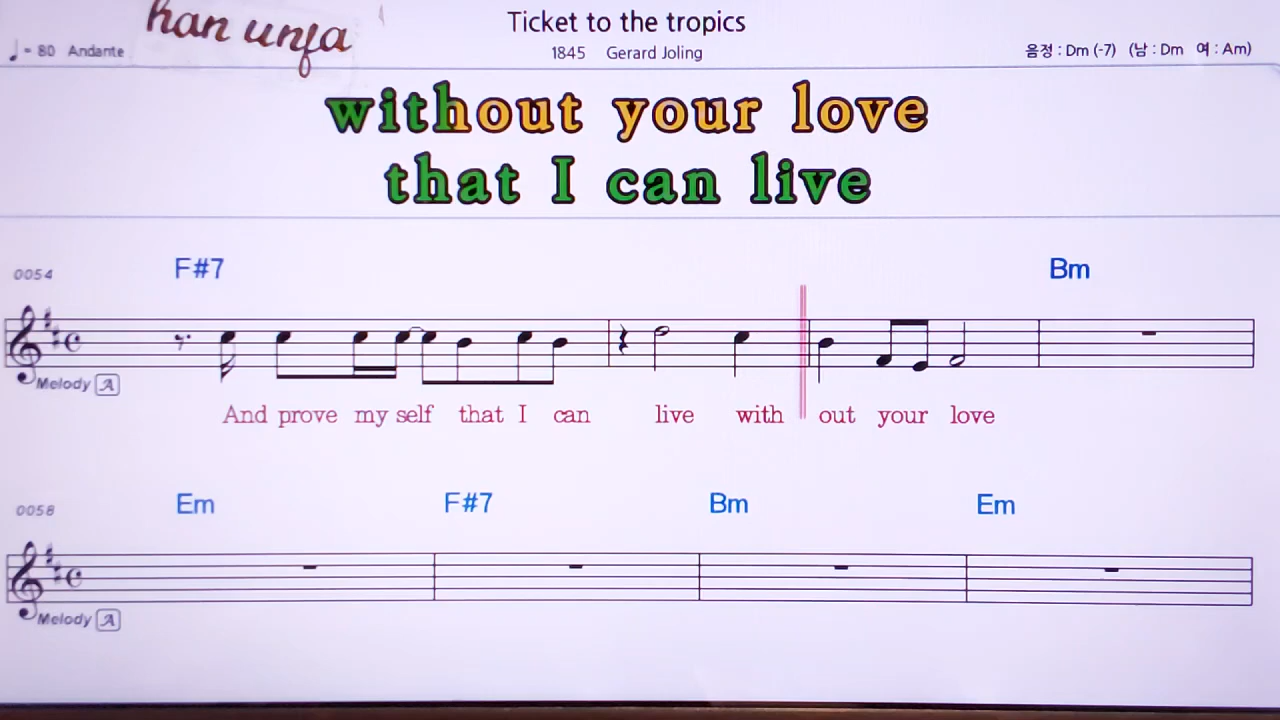 han unfa
Ticket to the tropics
♩= 80 Andante
1845 Gerard Joling
음정 : Dm (-7) (남 : Dm 여 : Am)
without your love
that I can live
0054
F#7 Bm
Melody A
And prove my self that I can live with out your love
0058
Em F#7 Bm Em
Melody A